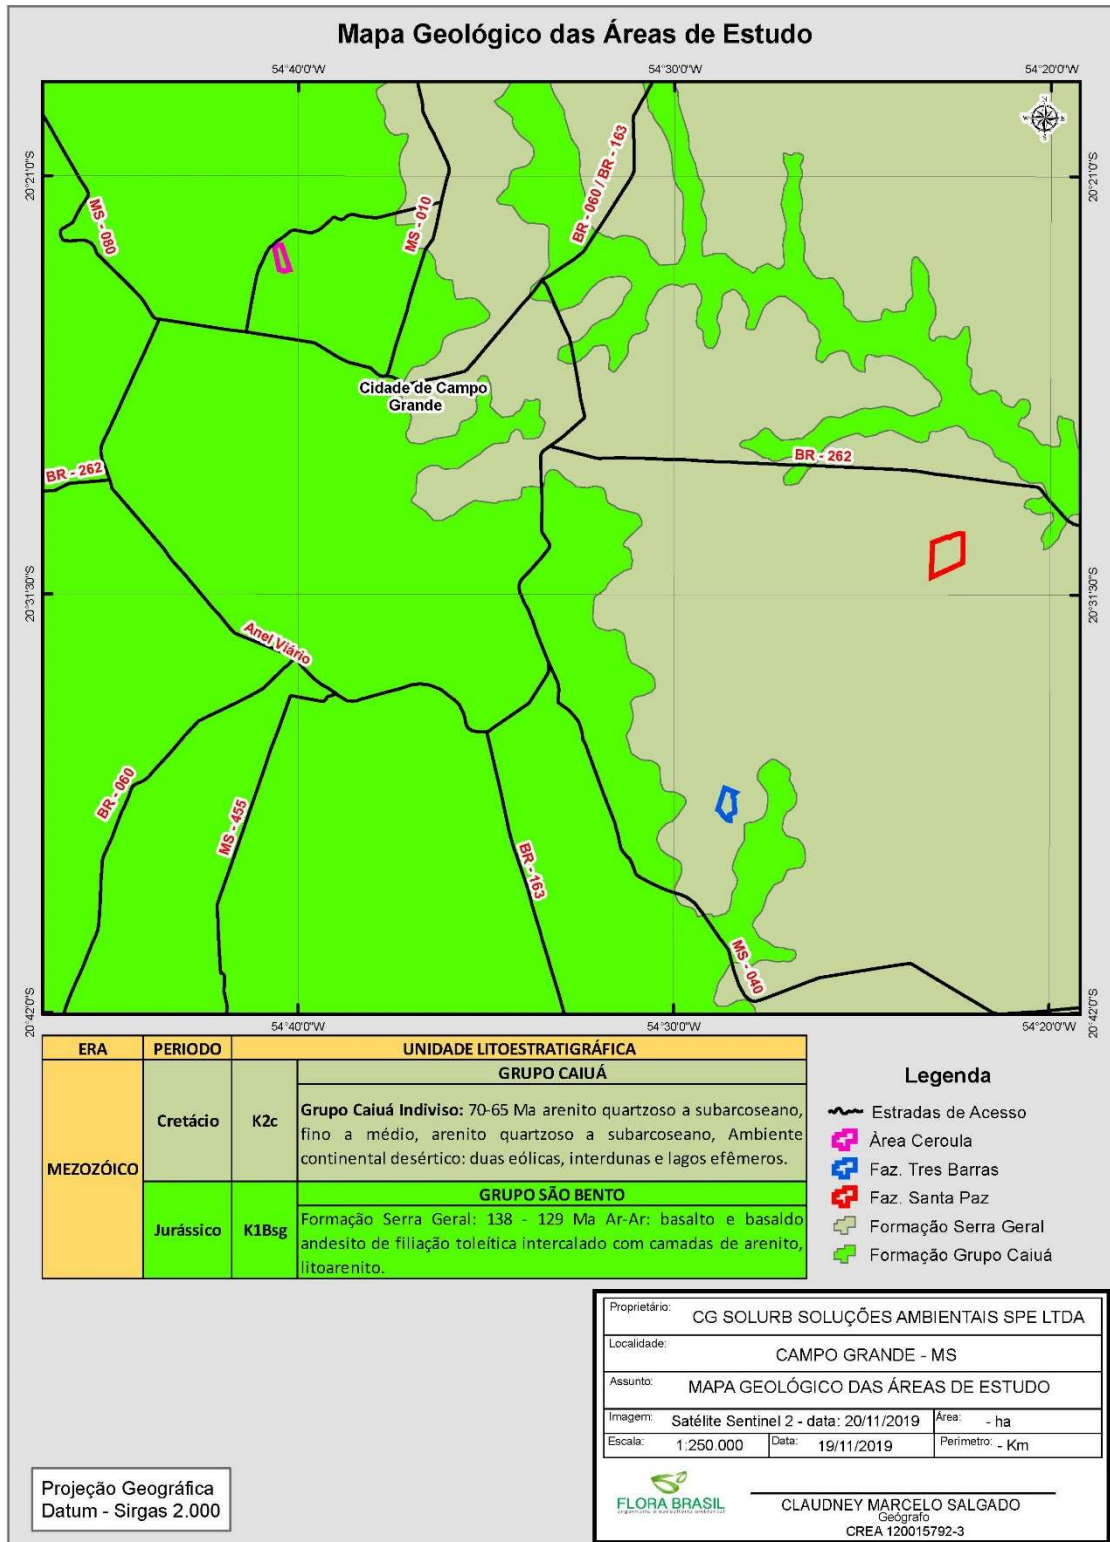 Mapa Geológico das Áreas de Estudo
54°40'0"W
54°30'0"W
54°20'0"W
N
W
E
S
20°21'0"S
20°21'0"S
MS - 080
MS - 010
BR - 060 / BR - 163
Cidade de Campo
Grande
BR - 262
BR - 262
20°31'30"S
20°31'30"S
Anel Viário
BR - 060
MS - 455
BR - 163
MS - 040
20°42'0"S
20°42'0"S
54°40'0"W
54°30'0"W
54°20'0"W
ERA
PERIODO
UNIDADE LITOESTRATIGRÁFICA
MEZOZÓICO
Cretácio
K2c
GRUPO CAIUÁ
Grupo Caiuá Indiviso: 70-65 Ma arenito quartzoso a subarcoseano,
fino a médio, arenito quartzoso a subarcoseano, Ambiente
continental desértico: duas eólicas, interdunas e lagos efêmeros.
Jurássico
K1Bsg
GRUPO SÃO BENTO
Formação Serra Geral: 138 - 129 Ma Ar-Ar: basalto e basaldo
andesito de filiação toleítica intercalado com camadas de arenito,
litoarenito.
Legenda
Estradas de Acesso
Àrea Ceroula
Faz. Tres Barras
Faz. Santa Paz
Formação Serra Geral
Formação Grupo Caiuá
Proprietário: CG SOLURB SOLUÇÕES AMBIENTAIS SPE LTDA
Localidade: CAMPO GRANDE - MS
Assunto: MAPA GEOLÓGICO DAS ÁREAS DE ESTUDO
Imagem: Satélite Sentinel 2 - data: 20/11/2019 Área: - ha
Escala: 1:250.000 Data: 19/11/2019 Perimetro: - Km
FLORA BRASIL
engenharia e consultoria ambiental
CLAUDNEY MARCELO SALGADO
Geógrafo
CREA 120015792-3
Projeção Geográfica
Datum - Sirgas 2.000